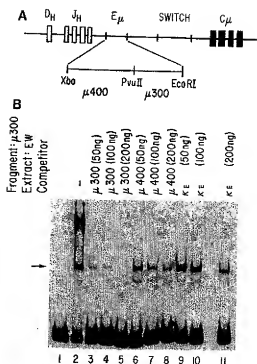 A
DH JH Eμ SWITCH Cμ
Xba PvuII EcoRI
μ400 μ300
B
Fragment: μ300
Extract: EW
Competitor
-
μ300 (50ng)
μ300 (100ng)
μ300 (200ng)
μ400 (50ng)
μ400 (100ng)
μ400 (200ng)
κE (50ng)
κE (100ng)
κE (200ng)
1 2 3 4 5 6 7 8 9 10 11